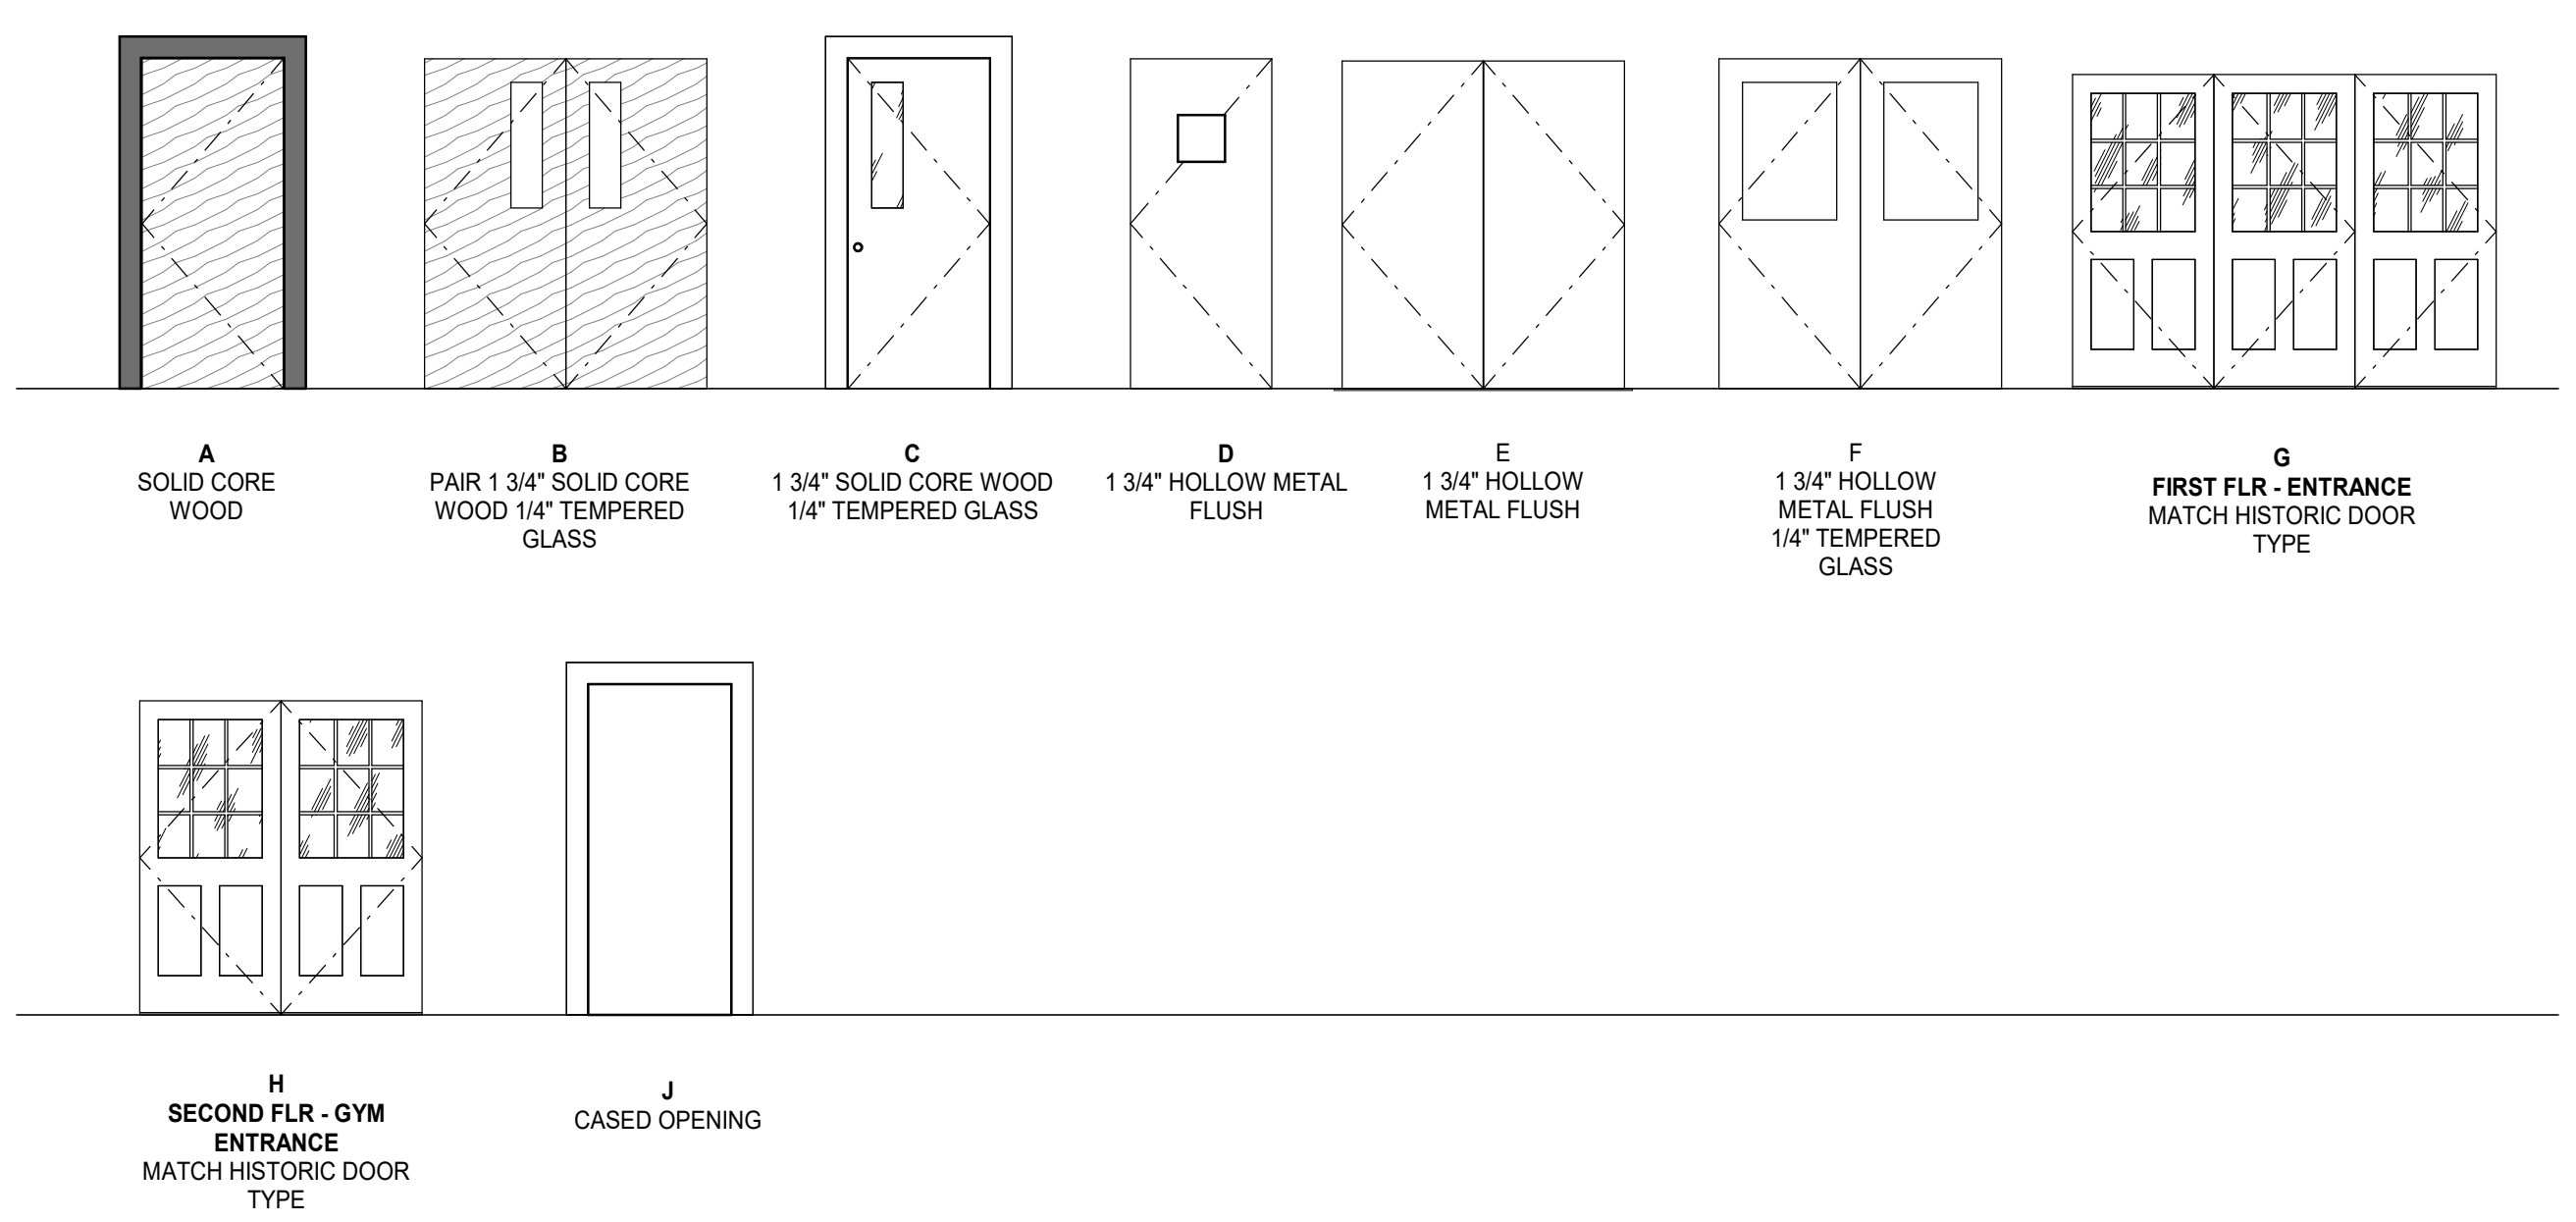 A
SOLID CORE
WOOD
B
PAIR 1 3/4" SOLID CORE
WOOD 1/4" TEMPERED
GLASS
C
1 3/4" SOLID CORE WOOD
1/4" TEMPERED GLASS
D
1 3/4" HOLLOW METAL
FLUSH
E
1 3/4" HOLLOW
METAL FLUSH
F
1 3/4" HOLLOW
METAL FLUSH
1/4" TEMPERED
GLASS
G
FIRST FLR - ENTRANCE
MATCH HISTORIC DOOR
TYPE
H
SECOND FLR - GYM
ENTRANCE
MATCH HISTORIC DOOR
TYPE
J
CASED OPENING